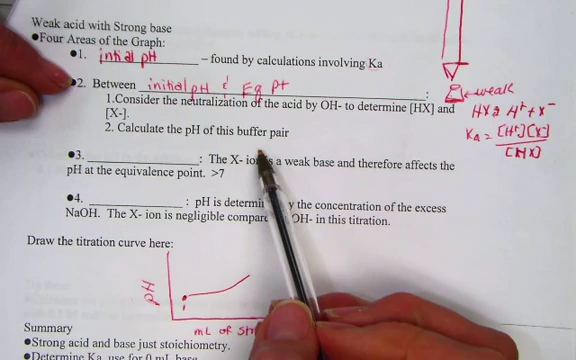 Weak acid with Strong base
●Four Areas of the Graph:
●1. intial pH – found by calculations involving Ka
●2. Between initial pH & Eq pt :
1.Consider the neutralization of the acid by OH- to determine [HX] and
[X-].
2. Calculate the pH of this buffer pair
●3. ____________ : The X- ion is a weak base and therefore affects the
pH at the equivalence point. >7
●4. ____________ : pH is determined by the concentration of the excess
NaOH. The X- ion is negligible OH- in this titration.
Draw the titration curve here:
pH
mL of
Summary
●Strong acid and base just stoichiometry.
●Determine Ka, use for 0 mL base
weak
HX ⇌ H+ + X-
KA = [H+][X-]
[HX]